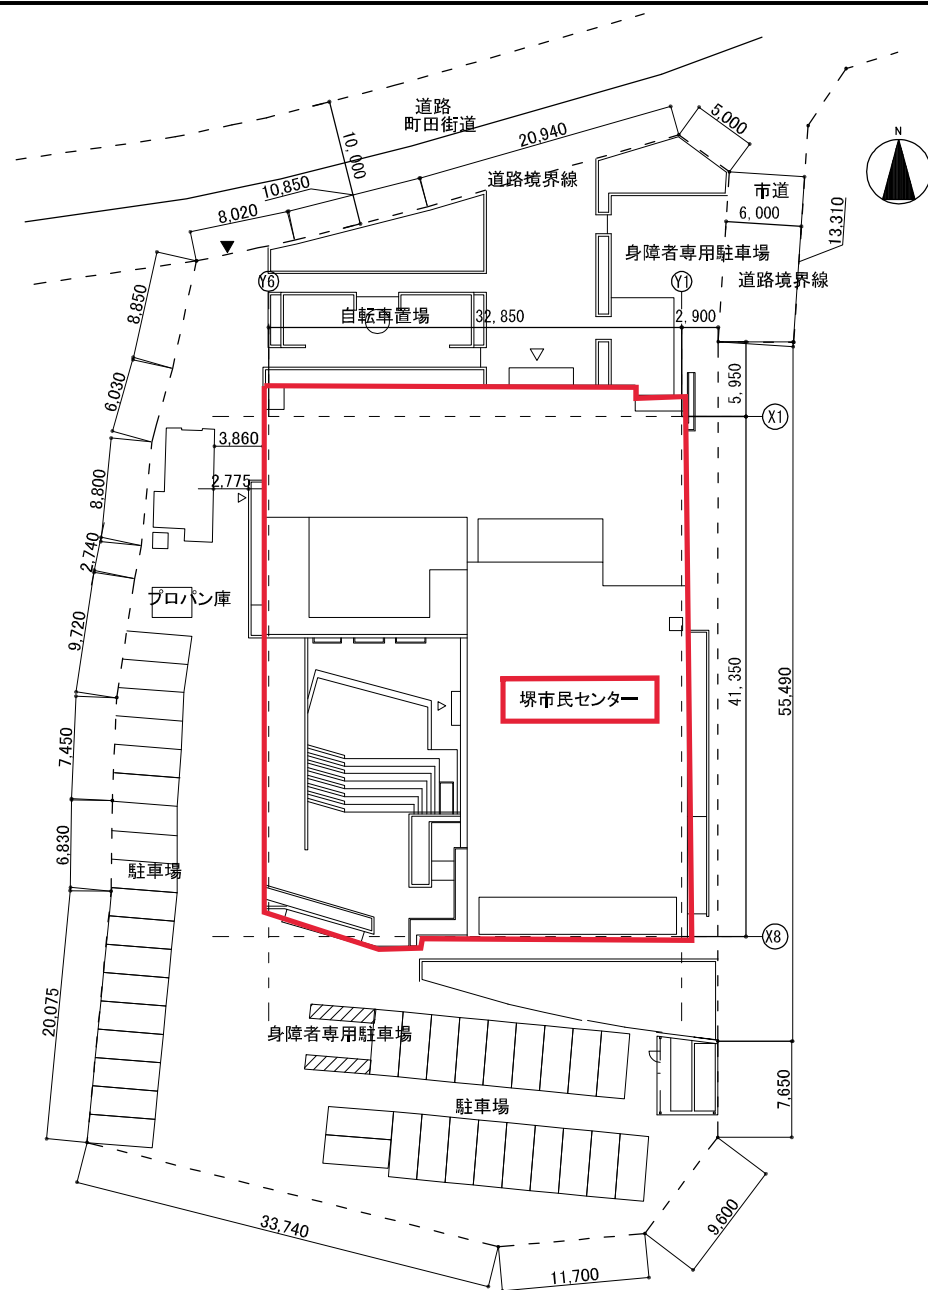 道路
町田街道
5,000
20,940
10,000
N
道路境界線
10,850
市道
8,020
6,000
13,310
身障者専用駐車場
道路境界線
Y6
Y1
8,850
自転車置場
32,850
2,900
5,950
6,030
X1
3,860
2,775
8,800
2,740
プロパン庫
9,720
41,350
55,490
堺市民センター
7,450
6,830
駐車場
X8
20,075
身障者専用駐車場
7,650
駐車場
9,600
33,740
11,700